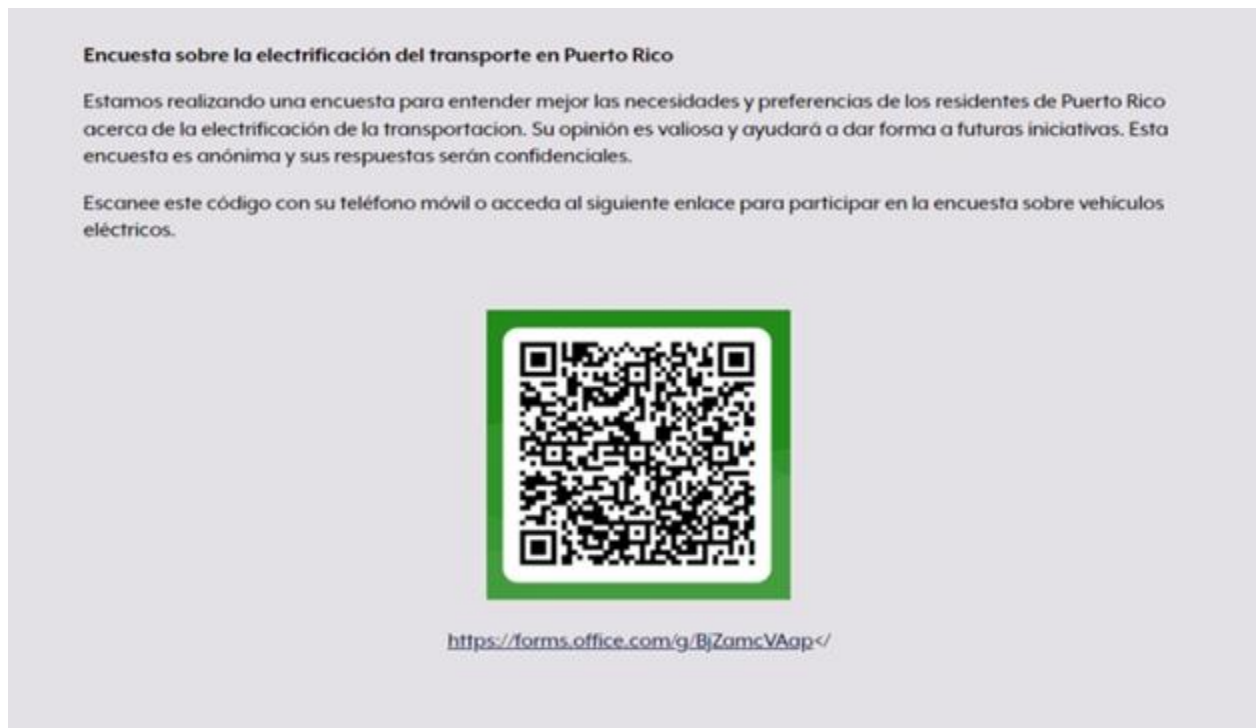 Encuesta sobre la electrificación del transporte en Puerto Rico
Estamos realizando una encuesta para entender mejor las necesidades y preferencias de los residentes de Puerto Rico
acerca de la electrificación de la transportacion. Su opinión es valiosa y ayudará a dar forma a futuras iniciativas. Esta
encuesta es anónima y sus respuestas serán confidenciales.
Escanee este código con su teléfono móvil o acceda al siguiente enlace para participar en la encuesta sobre vehículos
eléctricos.
https://forms.office.com/g/BjZamcVAap</